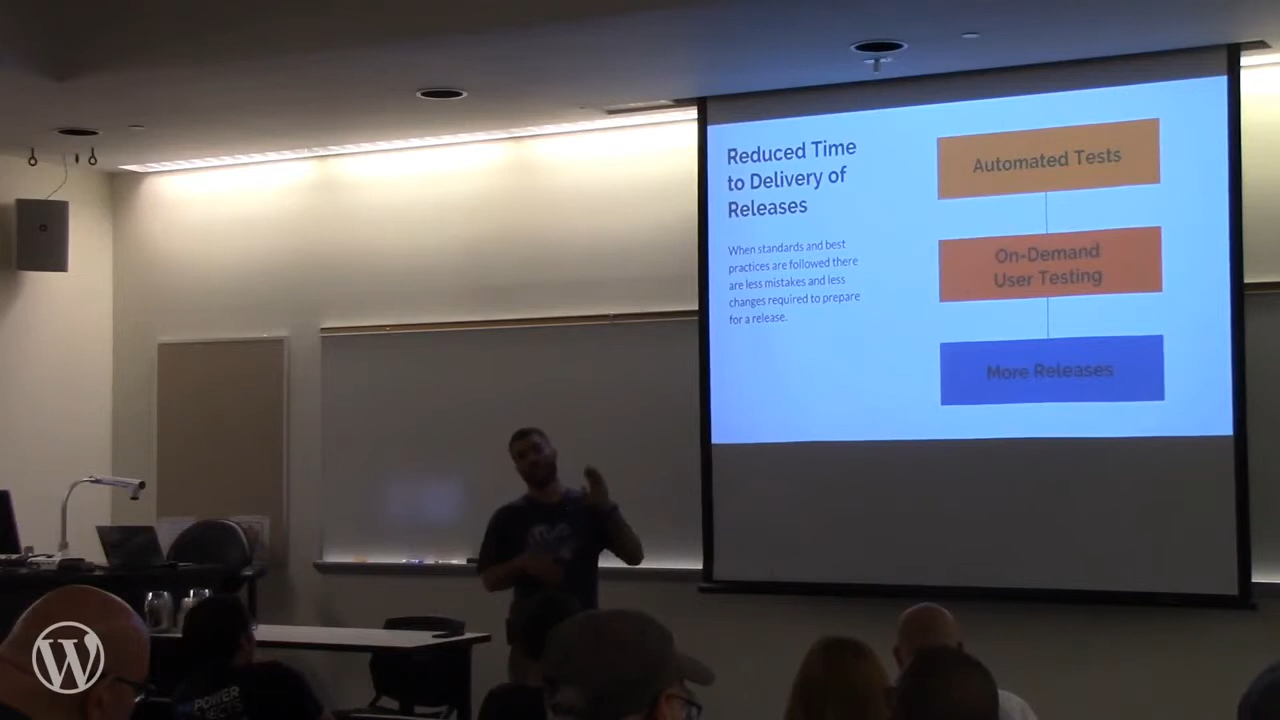 Reduced Time
to Delivery of
Releases
When standards and best
practices are followed there
are less mistakes and less
changes required to prepare
for a release.
Automated Tests
On-Demand
User Testing
More Releases
POWER
W